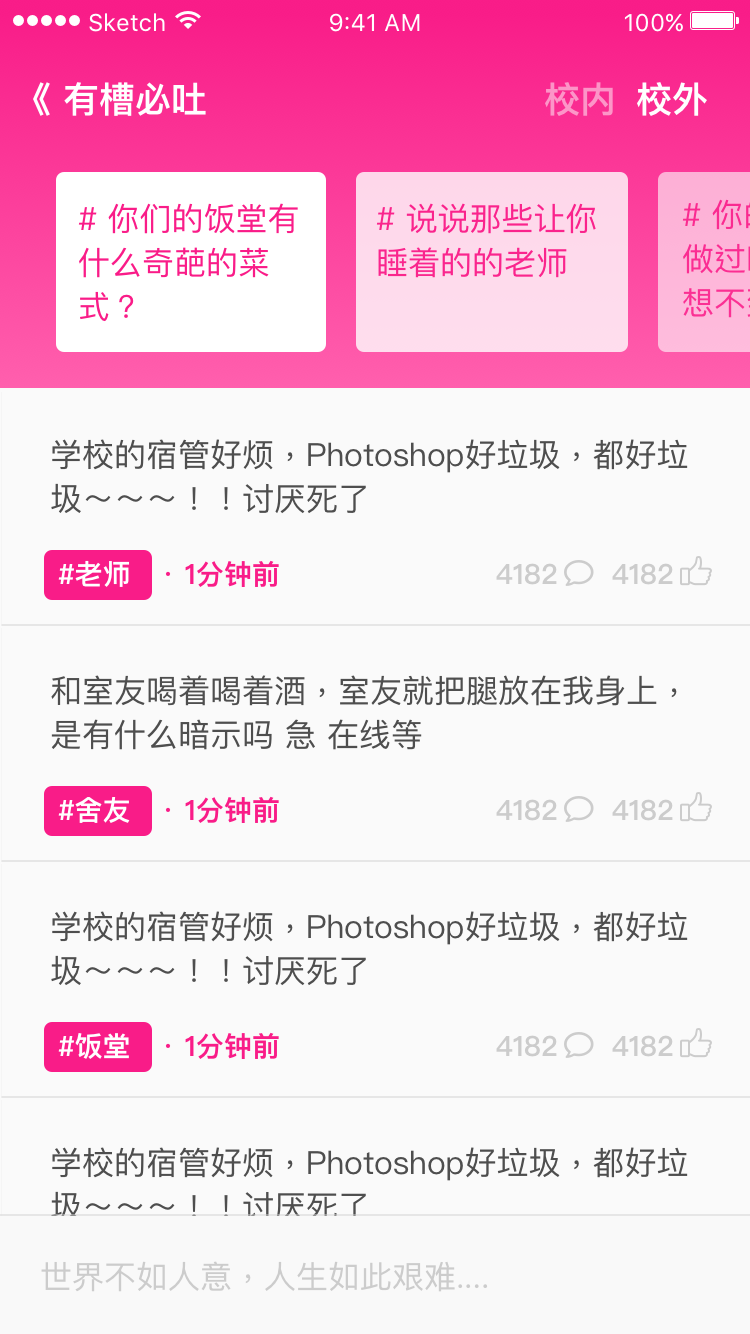 Sketch 9:41 AM 100%
《 有槽必吐 校内 校外
# 你们的饭堂有
什么奇葩的菜
式？
# 说说那些让你
睡着的的老师
# 你的
做过
想不到
学校的宿管好烦，Photoshop好垃圾，都好垃
圾～～～！！讨厌死了
#老师 · 1分钟前 4182 4182
和室友喝着喝着酒，室友就把腿放在我身上，
是有什么暗示吗 急 在线等
#舍友 · 1分钟前 4182 4182
学校的宿管好烦，Photoshop好垃圾，都好垃
圾～～～！！讨厌死了
#饭堂 · 1分钟前 4182 4182
学校的宿管好烦，Photoshop好垃圾，都好垃
圾～～～！！讨厌死了
世界不如人意，人生如此艰难....